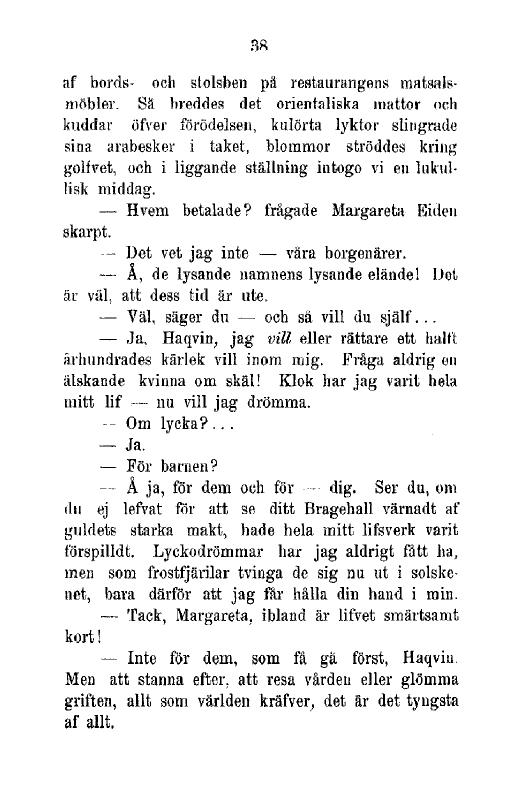 38
af bords- och stolsben på restaurangens matsals-
möbler. Så breddes det orientaliska mattor och
kuddar öfver förödelsen, kulörta lyktor slingrade
sina arabesker i taket, blommor ströddes kring
golfvet, och i liggande ställning intogo vi en lukul-
lisk middag.
— Hvem betalade? frågade Margareta Eiden
skarpt.
— Det vet jag inte — våra borgenärer.
— Å, de lysande namnens lysande elände! Det
är väl, att dess tid är ute.
— Väl, säger du — och så vill du själf...
— Ja, Haqvin, jag vill eller rättare ett halft
århundrades kärlek vill inom mig. Fråga aldrig en
älskande kvinna om skäl! Klok har jag varit hela
mitt lif — nu vill jag drömma.
— Om lycka?...
— Ja.
— För barnen?
— Å ja, för dem och för — dig. Ser du, om
du ej lefvat för att se ditt Bragehall värnadt af
guldets starka makt, hade hela mitt lifsverk varit
förspilldt. Lyckodrömmar har jag aldrigt fått ha,
men som frostfjärilar tvinga de sig nu ut i solske-
net, bara därför att jag får hålla din hand i min.
— Tack, Margareta, ibland är lifvet smärtsamt
kort!
— Inte för dem, som få gå först, Haqvin.
Men att stanna efter, att resa vården eller glömma
griften, allt som världen kräfver, det är det tyngsta
af allt.